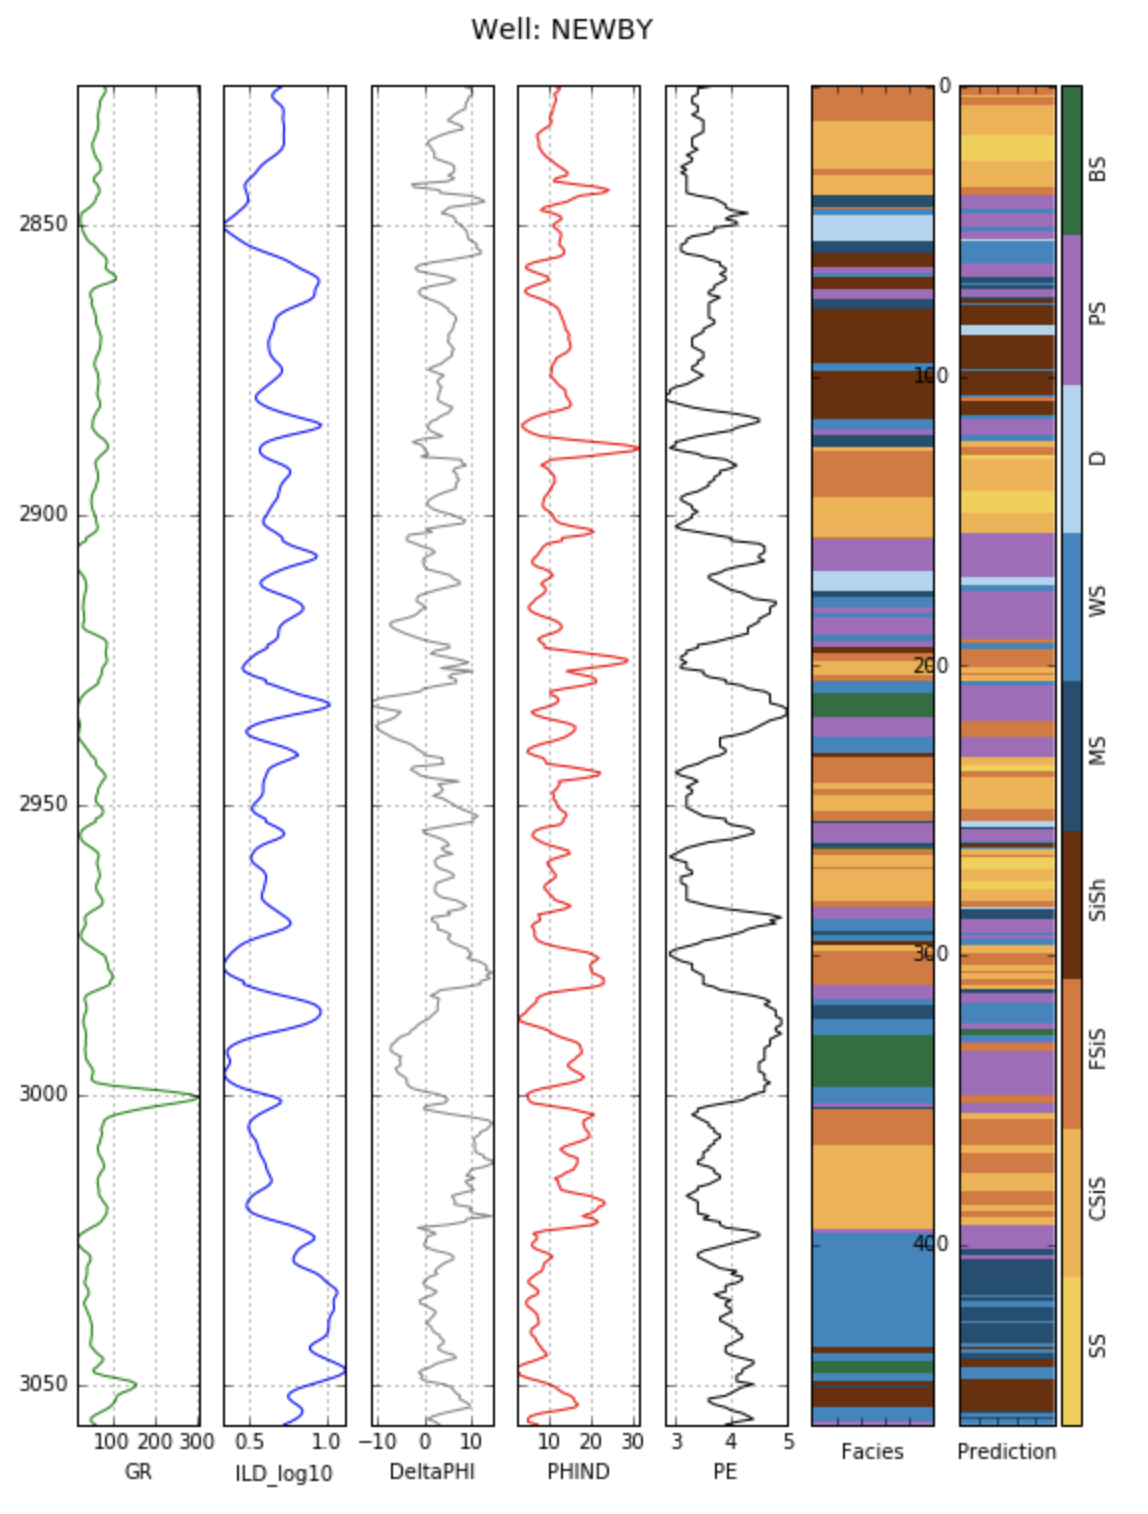 Well: NEWBY
2850
2900
2950
3000
3050
0
100
200
300
400
BS
PS
D
WS
MS
SiSh
FSiS
CSiS
SS
100 200 300
0.5 1.0
−10 0 10
10 20 30
3 4 5
GR
ILD_log10
DeltaPHI
PHIND
PE
Facies
Prediction